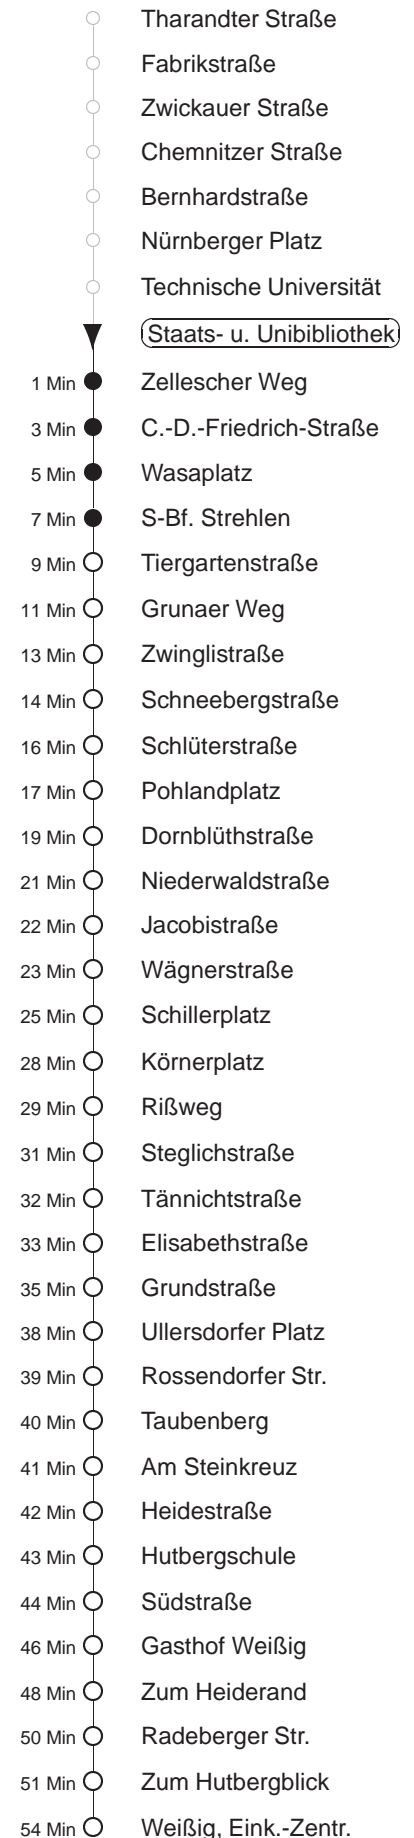 Tharandter Straße
Fabrikstraße
Zwickauer Straße
Chemnitzer Straße
Bernhardstraße
Nürnberger Platz
Technische Universität
Staats- u. Unibibliothek
1 Min Zellescher Weg
3 Min C.-D.-Friedrich-Straße
5 Min Wasaplatz
7 Min S-Bf. Strehlen
9 Min Tiergartenstraße
11 Min Grunaer Weg
13 Min Zwinglistraße
14 Min Schneebergstraße
16 Min Schlüterstraße
17 Min Pohlandplatz
19 Min Dornblüthstraße
21 Min Niederwaldstraße
22 Min Jacobistraße
23 Min Wägnerstraße
25 Min Schillerplatz
28 Min Körnerplatz
29 Min Rißweg
31 Min Steglichstraße
32 Min Tännichtstraße
33 Min Elisabethstraße
35 Min Grundstraße
38 Min Ullersdorfer Platz
39 Min Rossendorfer Str.
40 Min Taubenberg
41 Min Am Steinkreuz
42 Min Heidestraße
43 Min Hutbergschule
44 Min Südstraße
46 Min Gasthof Weißig
48 Min Zum Heiderand
50 Min Radeberger Str.
51 Min Zum Hutbergblick
54 Min Weißig, Eink.-Zentr.